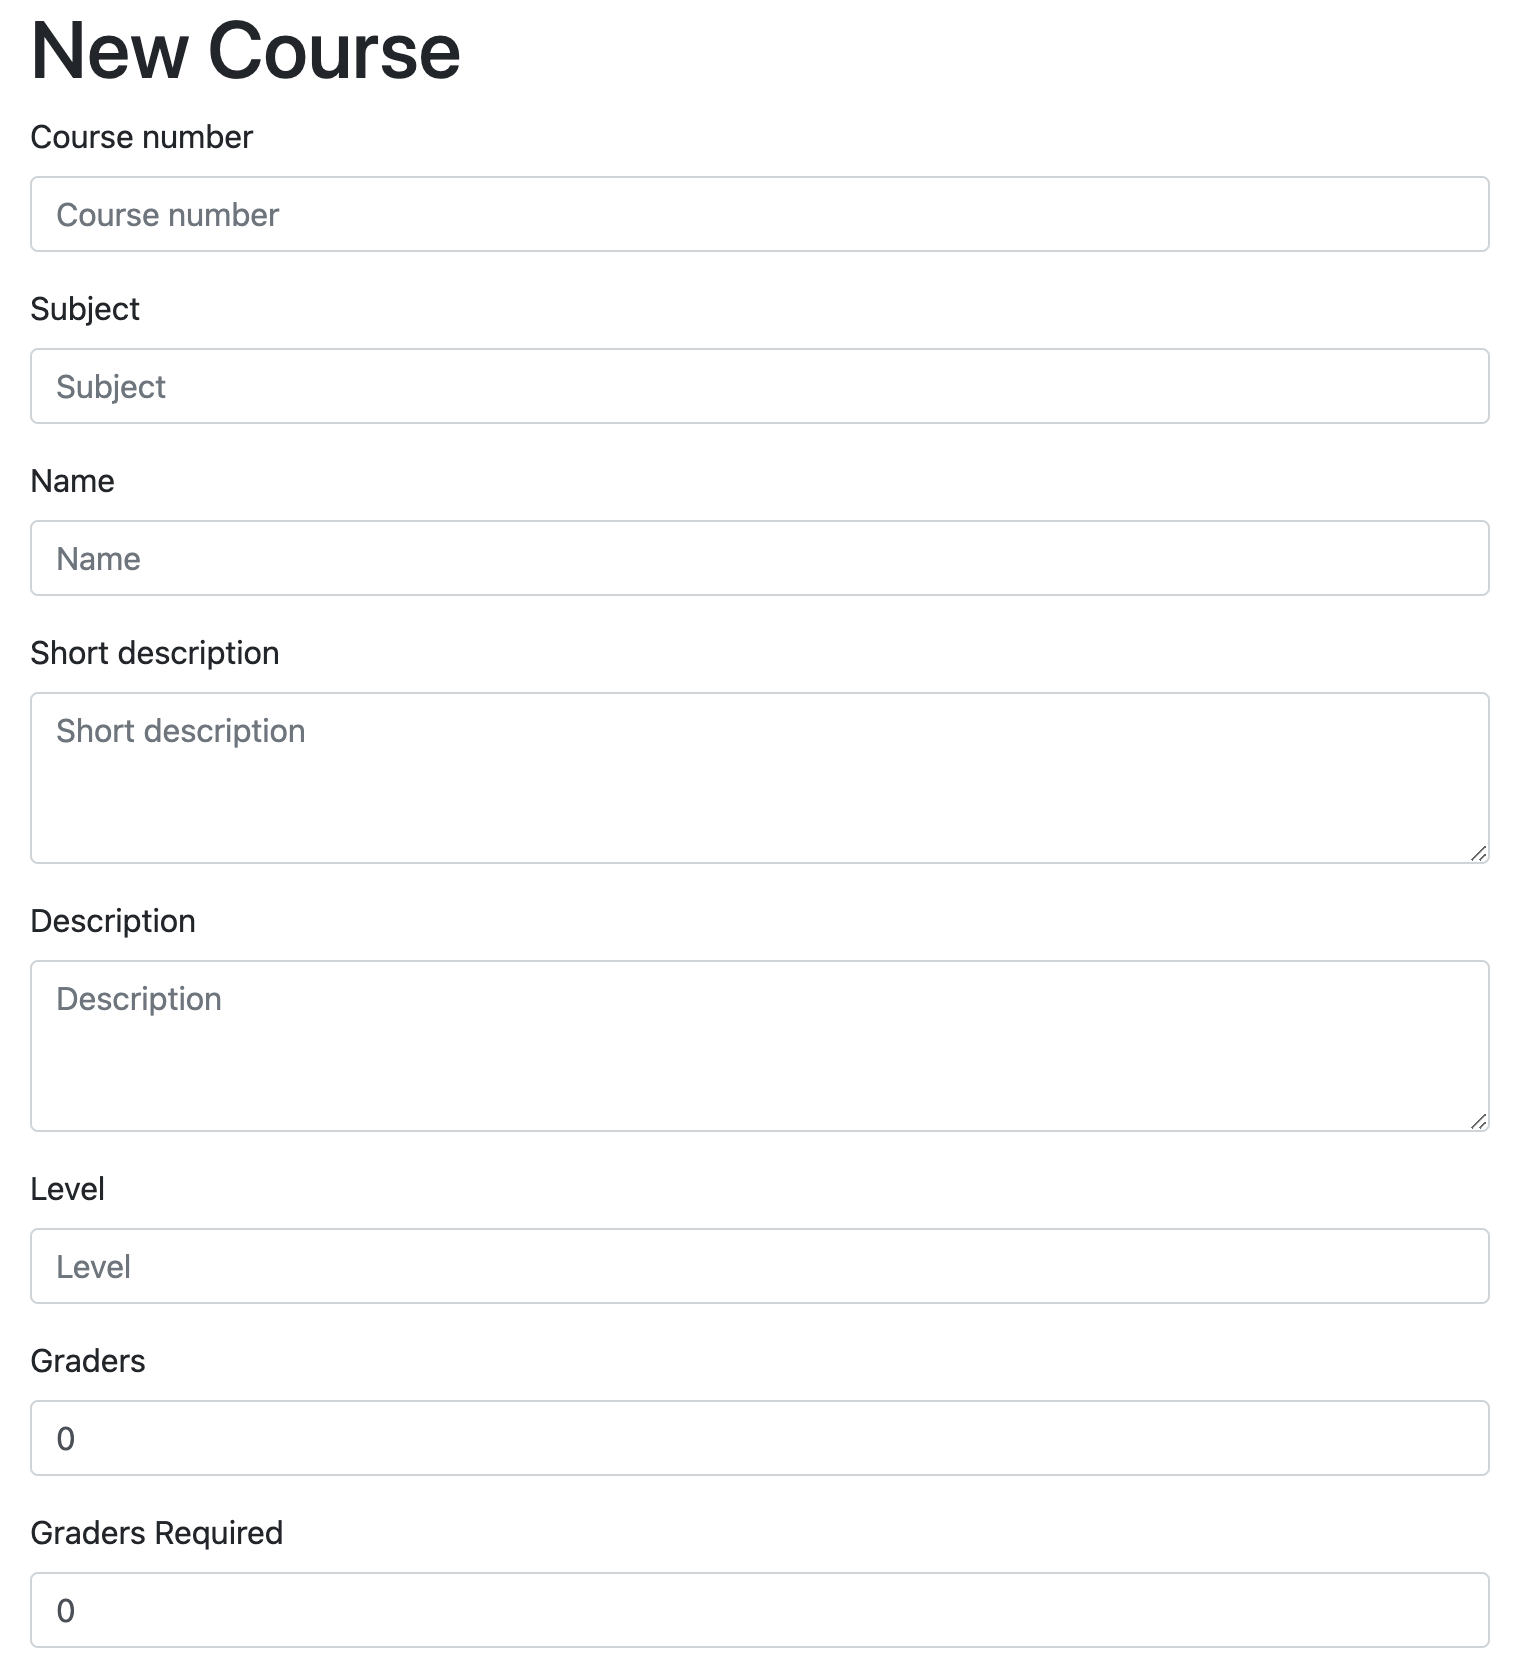 New Course
Course number
Course number
Subject
Subject
Name
Name
Short description
Short description
Description
Description
Level
Level
Graders
0
Graders Required
0